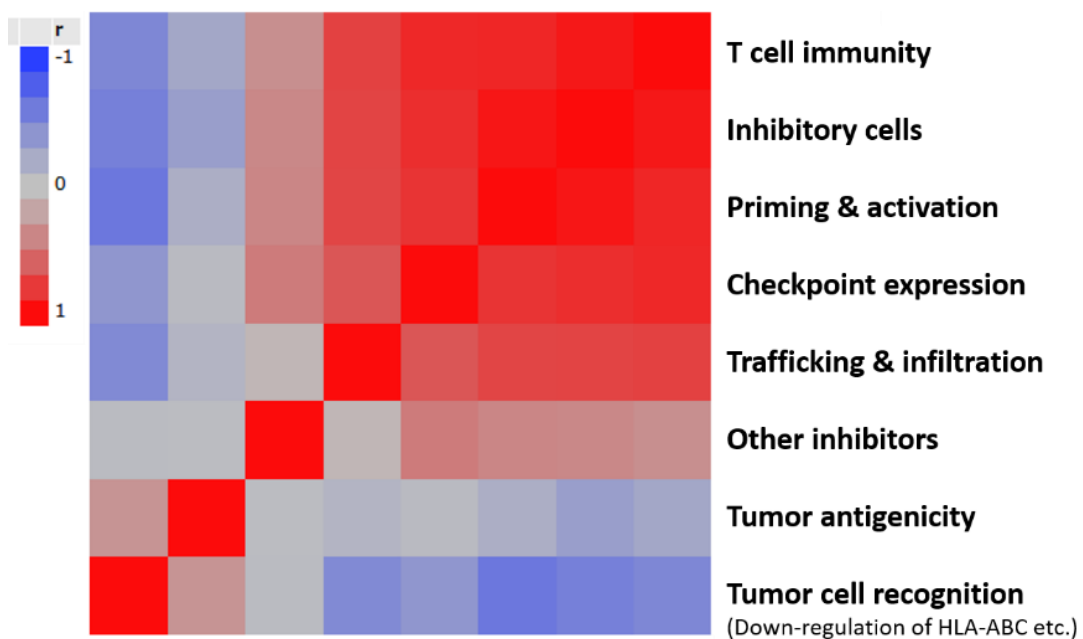 r
-1
0
1
T cell immunity
Inhibitory cells
Priming & activation
Checkpoint expression
Trafficking & infiltration
Other inhibitors
Tumor antigenicity
Tumor cell recognition
(Down-regulation of HLA-ABC etc.)